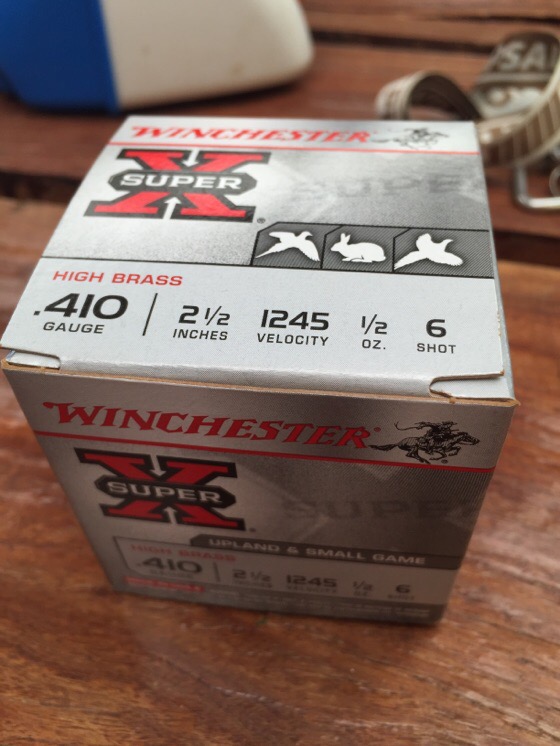 WINCHESTER
SUPER X
®
HIGH BRASS
.410 GAUGE
2 1/2 INCHES
1245 VELOCITY
1/2 OZ.
6 SHOT
WINCHESTER
SUPER X
UPLAND & SMALL GAME
HIGH BRASS
.410 2 1/2 1245 1/2 6
USA